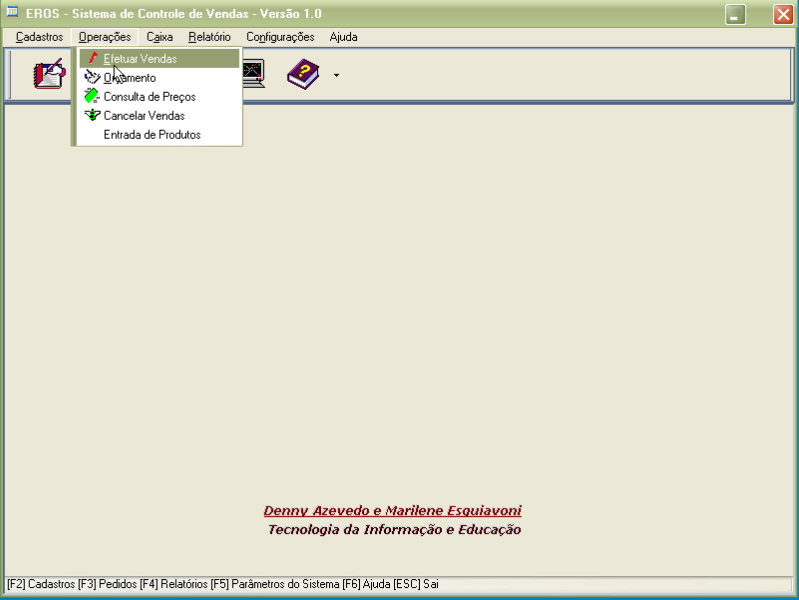 EROS - Sistema de Controle de Vendas - Versão 1.0
Cadastros Operações Caixa Relatório Configurações Ajuda
Efetuar Vendas
Orçamento
Consulta de Preços
Cancelar Vendas
Entrada de Produtos
Denny Azevedo e Marilene Esquiavoni
Tecnologia da Informação e Educação
[F2] Cadastros [F3] Pedidos [F4] Relatórios [F5] Parâmetros do Sistema [F6] Ajuda [ESC] Sai